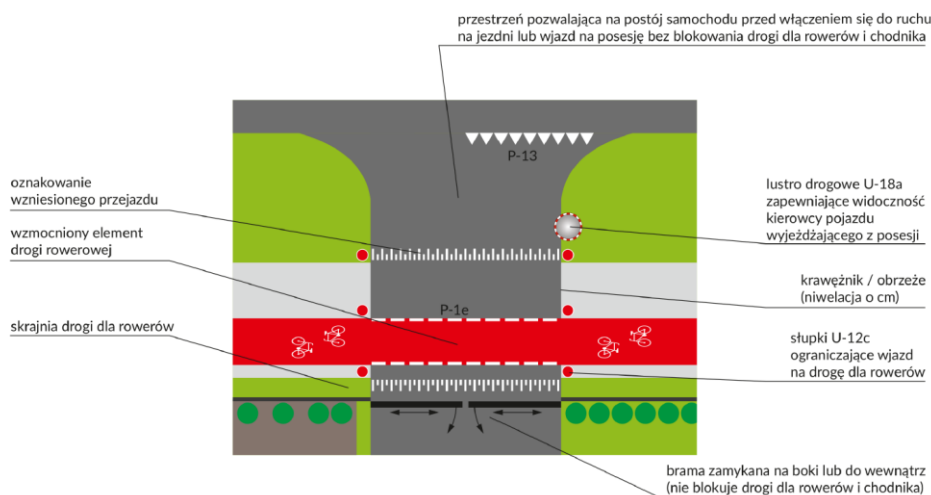 przestrzeń pozwalająca na postój samochodu przed włączeniem się do ruchu
na jezdni lub wjazd na posesję bez blokowania drogi dla rowerów i chodnika
P-13
oznakowanie
wzniesionego przejazdu
wzmocniony element
drogi rowerowej
skrajnia drogi dla rowerów
P-1e
lustro drogowe U-18a
zapewniające widoczność
kierowcy pojazdu
wyjeżdżającego z posesji
krawężnik / obrzeże
(niwelacja o cm)
słupki U-12c
ograniczające wjazd
na drogę dla rowerów
brama zamykana na boki lub do wewnątrz
(nie blokuje drogi dla rowerów i chodnika)